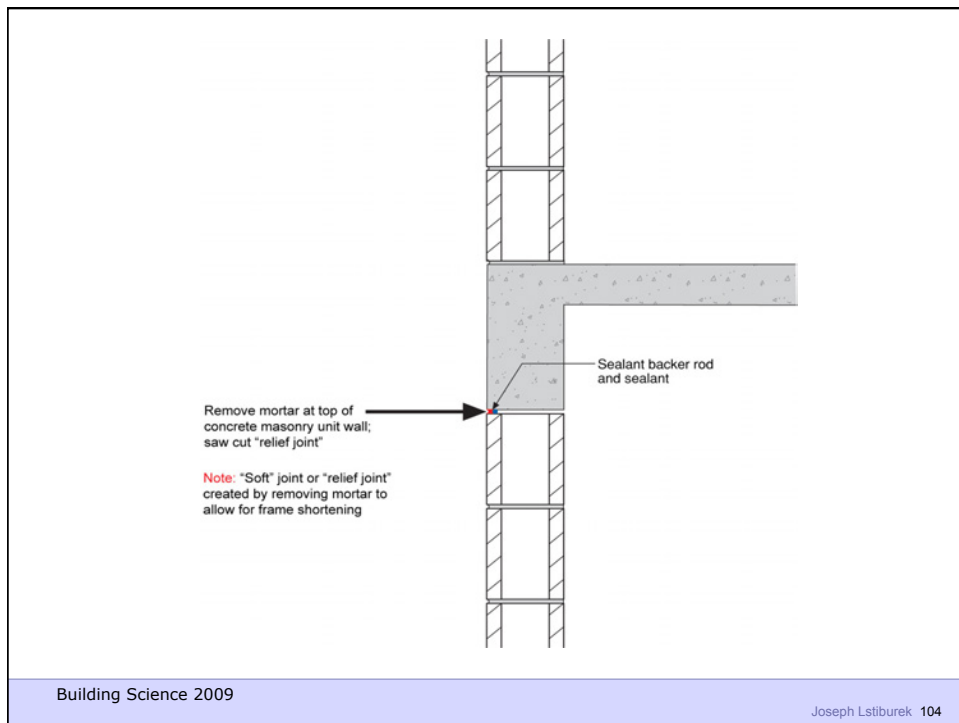 Sealant backer rod
and sealant
Remove mortar at top of
concrete masonry unit wall;
saw cut “relief joint”
Note: “Soft” joint or “relief joint”
created by removing mortar to
allow for frame shortening
Building Science 2009
Joseph Lstiburek 104